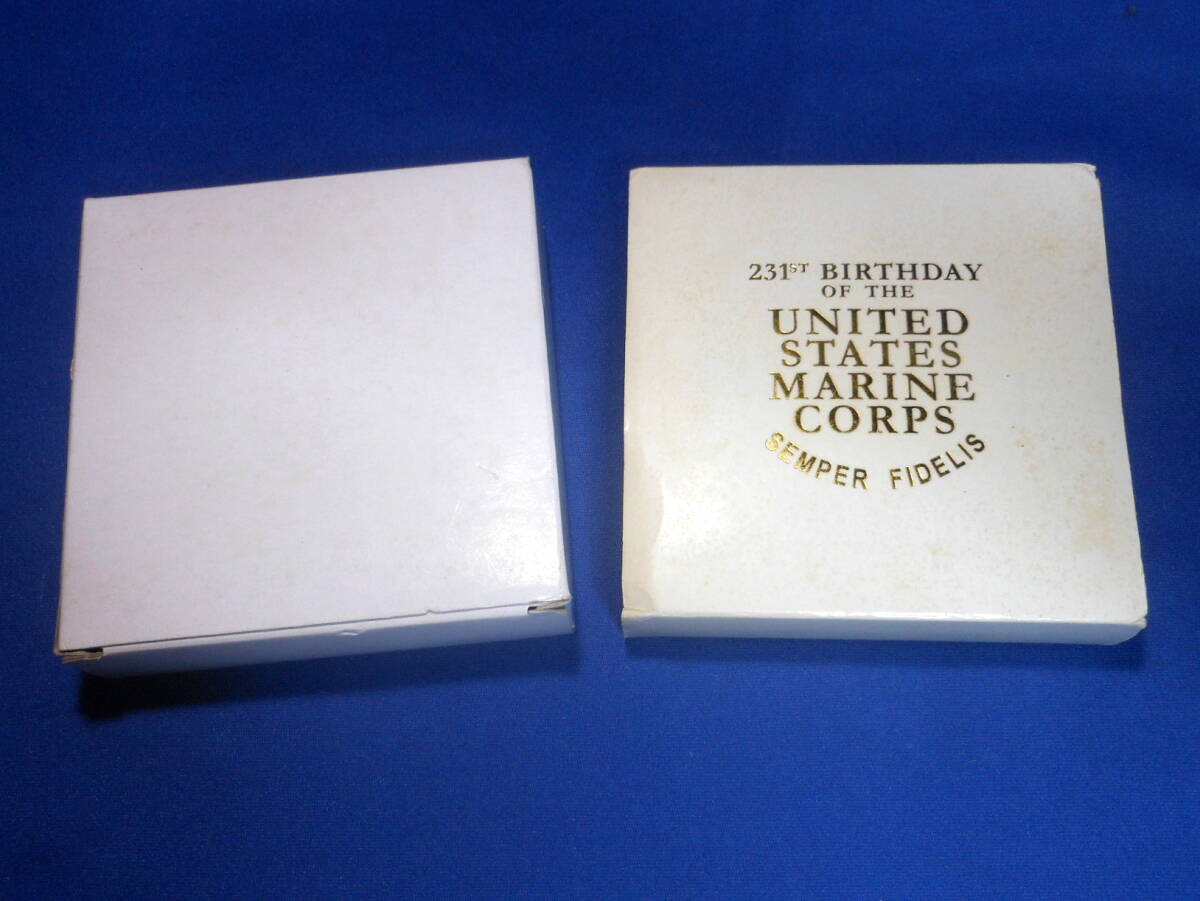 231ST BIRTHDAY
OF THE
UNITED
STATES
MARINE
CORPS
SEMPER FIDELIS